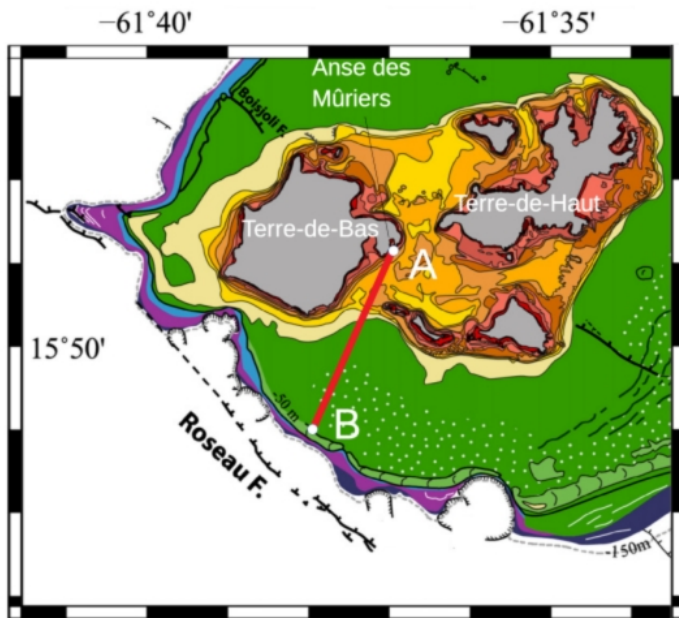 −61°40'
−61°35'
Anse des
Mûriers
Boisjoli F.
Terre-de-Bas
Terre-de-Haut
A
15°50'
-50 m
B
Roseau F.
-150m